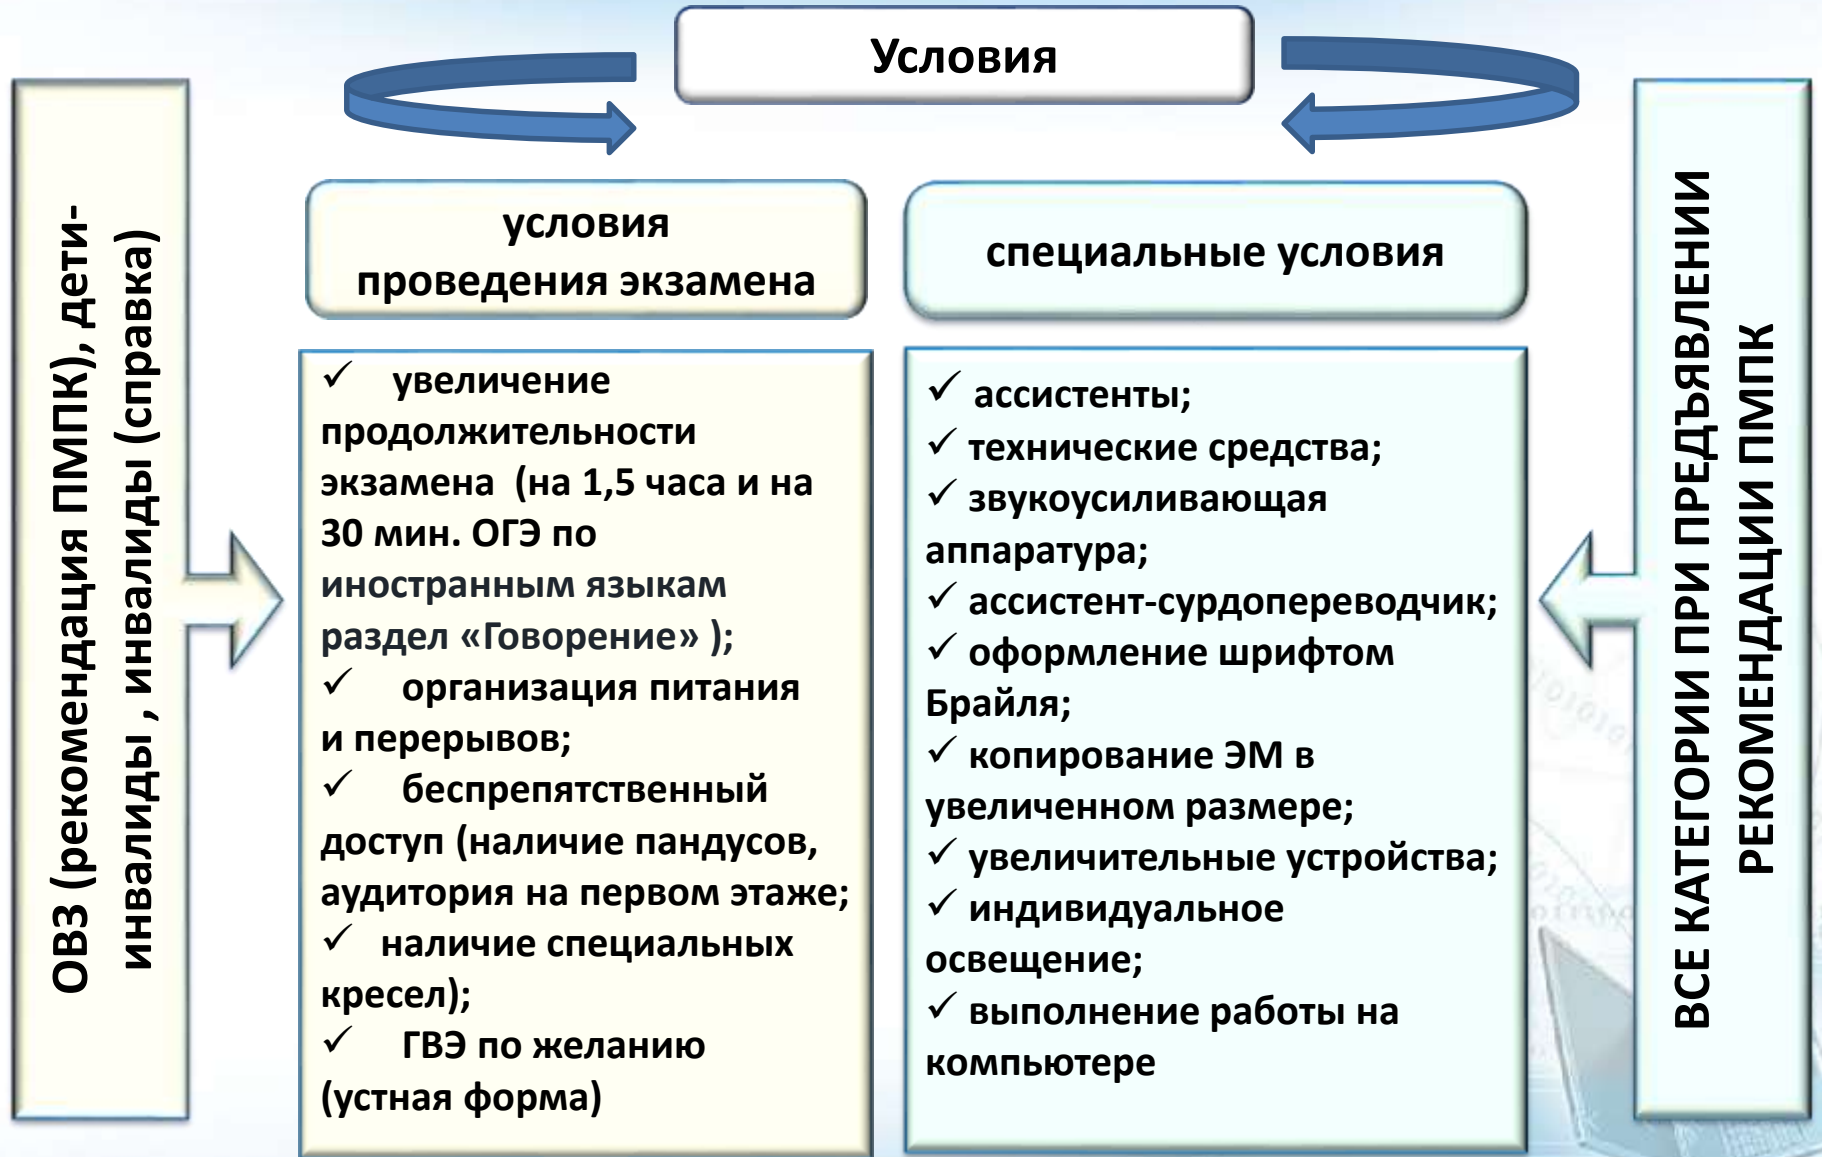 Условия
ОВЗ (рекомендация ПМПК), дети-
инвалиды , инвалиды (справка)
условия
проведения экзамена
✓ увеличение
продолжительности
экзамена (на 1,5 часа и на
30 мин. ОГЭ по
иностранным языкам
раздел «Говорение» );
✓ организация питания
и перерывов;
✓ беспрепятственный
доступ (наличие пандусов,
аудитория на первом этаже;
✓ наличие специальных
кресел);
✓ ГВЭ по желанию
(устная форма)
специальные условия
✓ ассистенты;
✓ технические средства;
✓ звукоусиливающая
аппаратура;
✓ ассистент-сурдопереводчик;
✓ оформление шрифтом
Брайля;
✓ копирование ЭМ в
увеличенном размере;
✓ увеличительные устройства;
✓ индивидуальное
освещение;
✓ выполнение работы на
компьютере
ВСЕ КАТЕГОРИИ ПРИ ПРЕДЪЯВЛЕНИИ
РЕКОМЕНДАЦИИ ПМПК